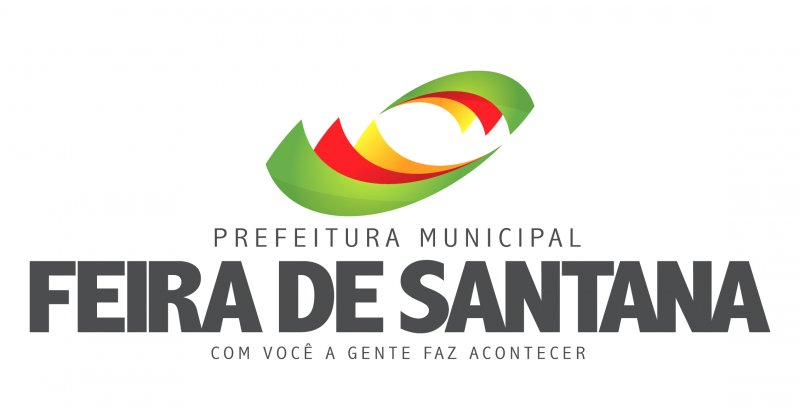 PREFEITURA MUNICIPAL
FEIRA DE SANTANA
COM VOCÊ A GENTE FAZ ACONTECER